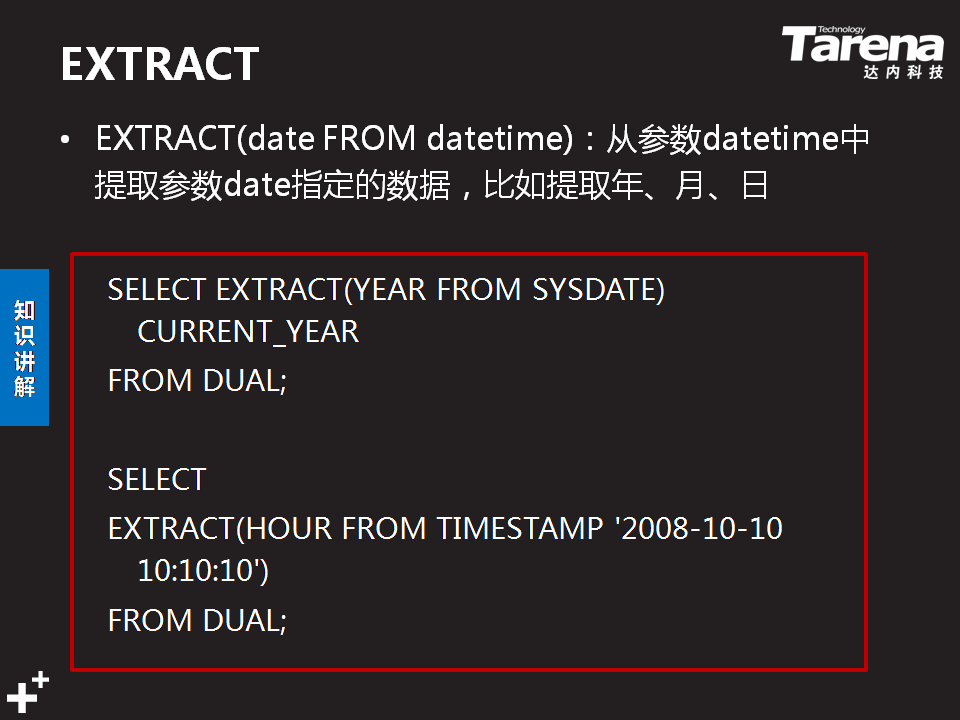 EXTRACT
Technology
Tarena
达内科技
• EXTRACT(date FROM datetime)：从参数datetime中
提取参数date指定的数据，比如提取年、月、日
知识讲解
SELECT EXTRACT(YEAR FROM SYSDATE)
CURRENT_YEAR
FROM DUAL;
SELECT
EXTRACT(HOUR FROM TIMESTAMP '2008-10-10
10:10:10')
FROM DUAL;